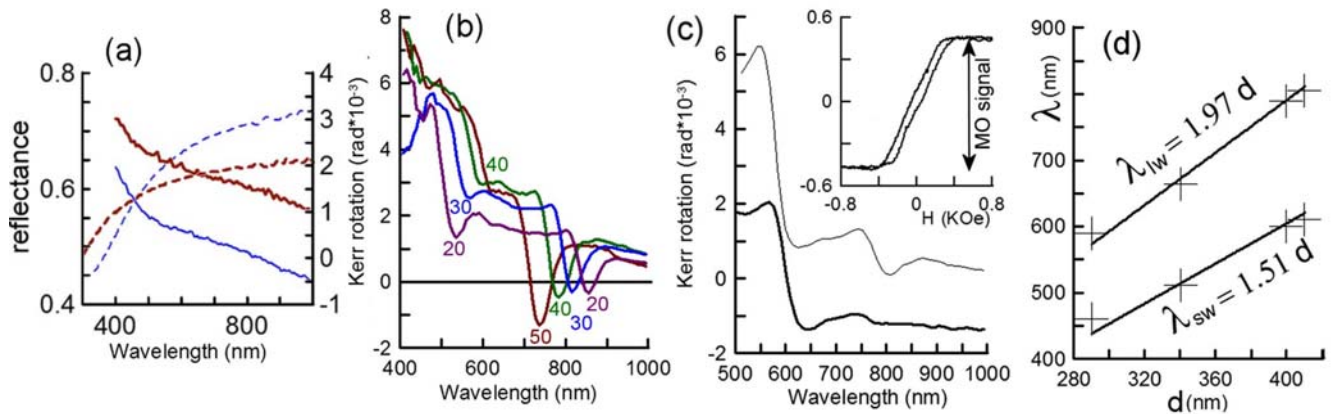 (a)
0.8
0.6
0.4
reflectance
4
3
2
1
0
-1
400
800
Wavelength (nm)
Kerr rotation (rad*10⁻³)
(b)
8
6
4
2
0
-2
40
30
20
50
40
30
20
400 500 600 700 800 900 1000
Wavelength (nm)
Kerr rotation (rad*10⁻³)
(c)
6
4
2
0
-2
500 600 700 800 900 1000
Wavelength (nm)
0.6
0
-0.6
-0.8
0
0.8
H (KOe)
MO signal
λ(nm)
(d)
900
800
700
600
500
400
λlw = 1.97 d
λsw = 1.51 d
280
320
360
400
d(nm)